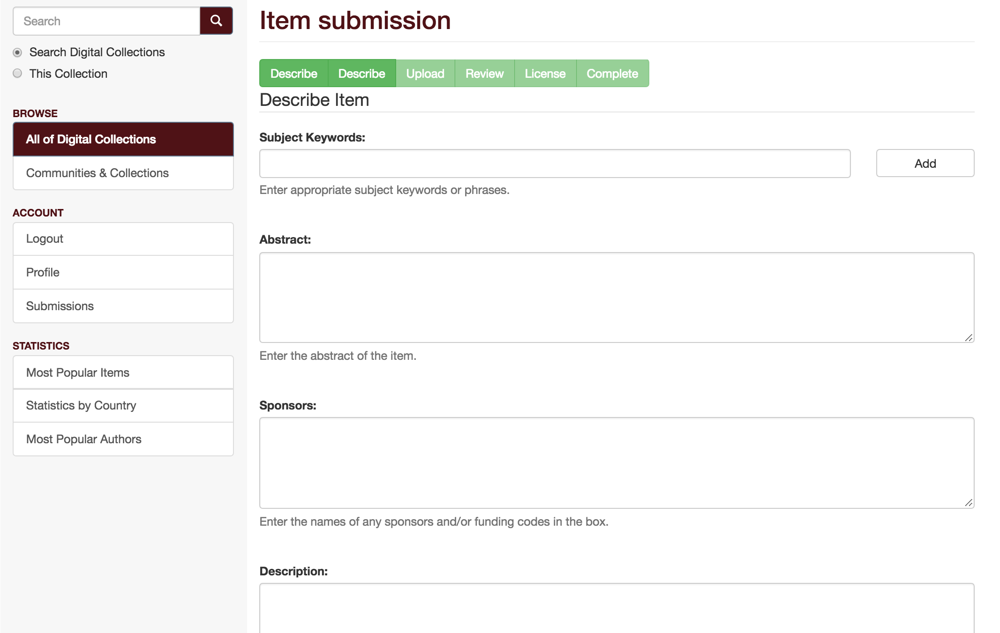 Search
Search Digital Collections
This Collection
BROWSE
All of Digital Collections
Communities & Collections
ACCOUNT
Logout
Profile
Submissions
STATISTICS
Most Popular Items
Statistics by Country
Most Popular Authors
Item submission
Describe Describe Upload Review License Complete
Describe Item
Subject Keywords:
Add
Enter appropriate subject keywords or phrases.
Abstract:
Enter the abstract of the item.
Sponsors:
Enter the names of any sponsors and/or funding codes in the box.
Description: